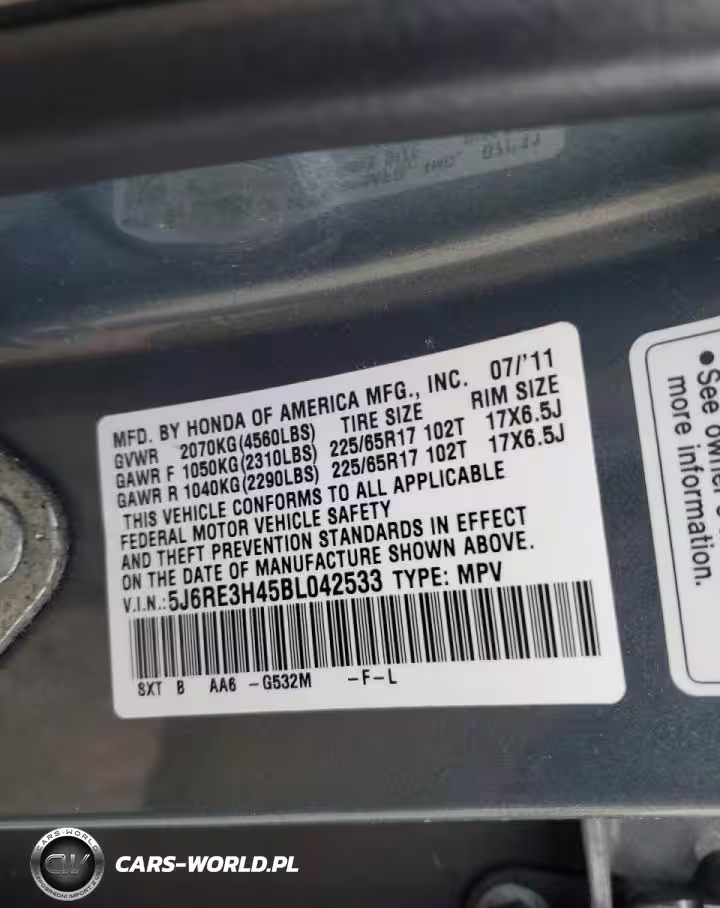 MFD. BY HONDA OF AMERICA MFG., INC. 07/'11
GVWR 2070KG(4560LBS) TIRE SIZE RIM SIZE
GAWR F 1050KG(2310LBS) 225/65R17 102T 17X6.5J
GAWR R 1040KG(2290LBS) 225/65R17 102T 17X6.5J
THIS VEHICLE CONFORMS TO ALL APPLICABLE
FEDERAL MOTOR VEHICLE SAFETY
AND THEFT PREVENTION STANDARDS IN EFFECT
ON THE DATE OF MANUFACTURE SHOWN ABOVE.
V.I.N.:5J6RE3H45BL042533 TYPE: MPV
SXT B AA6 -G532M -F-L
•See owner
more information.
CARS-WORLD
CW
CARS-WORLD.PL